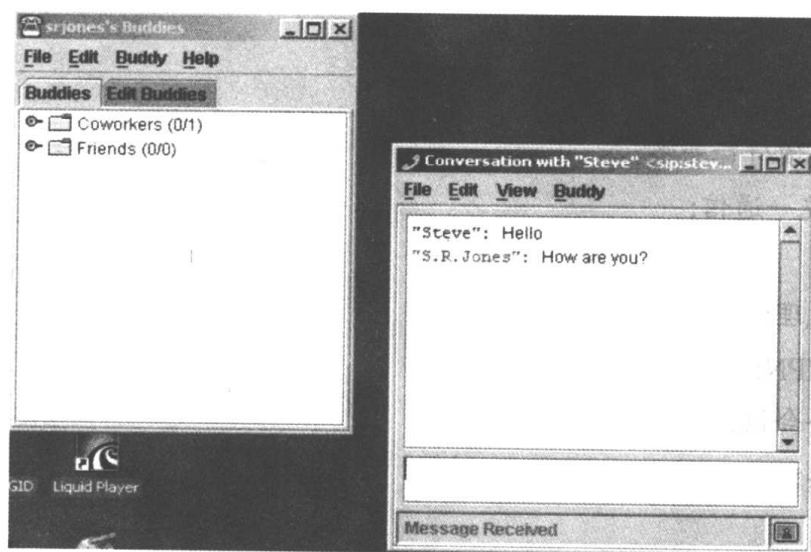 srjones's Buddies
File Edit Buddy Help
Buddies Edit Buddies
Coworkers (0/1)
Friends (0/0)
Conversation with "Steve" <sip:stev...
File Edit View Buddy
"Steve": Hello
"S.R.Jones": How are you?
Message Received
GID Liquid Player